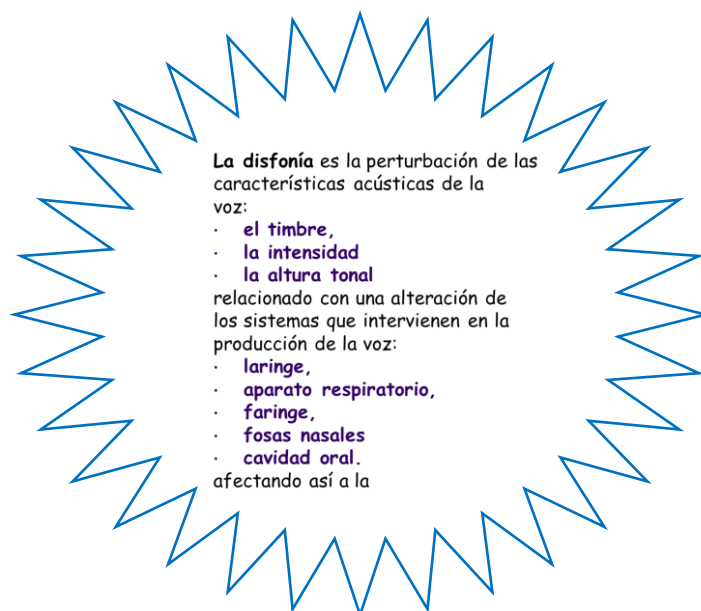 La disfonía es la perturbación de las
características acústicas de la
voz:
· el timbre,
· la intensidad
· la altura tonal
relacionado con una alteración de
los sistemas que intervienen en la
producción de la voz:
· laringe,
· aparato respiratorio,
· faringe,
· fosas nasales
· cavidad oral.
afectando así a la